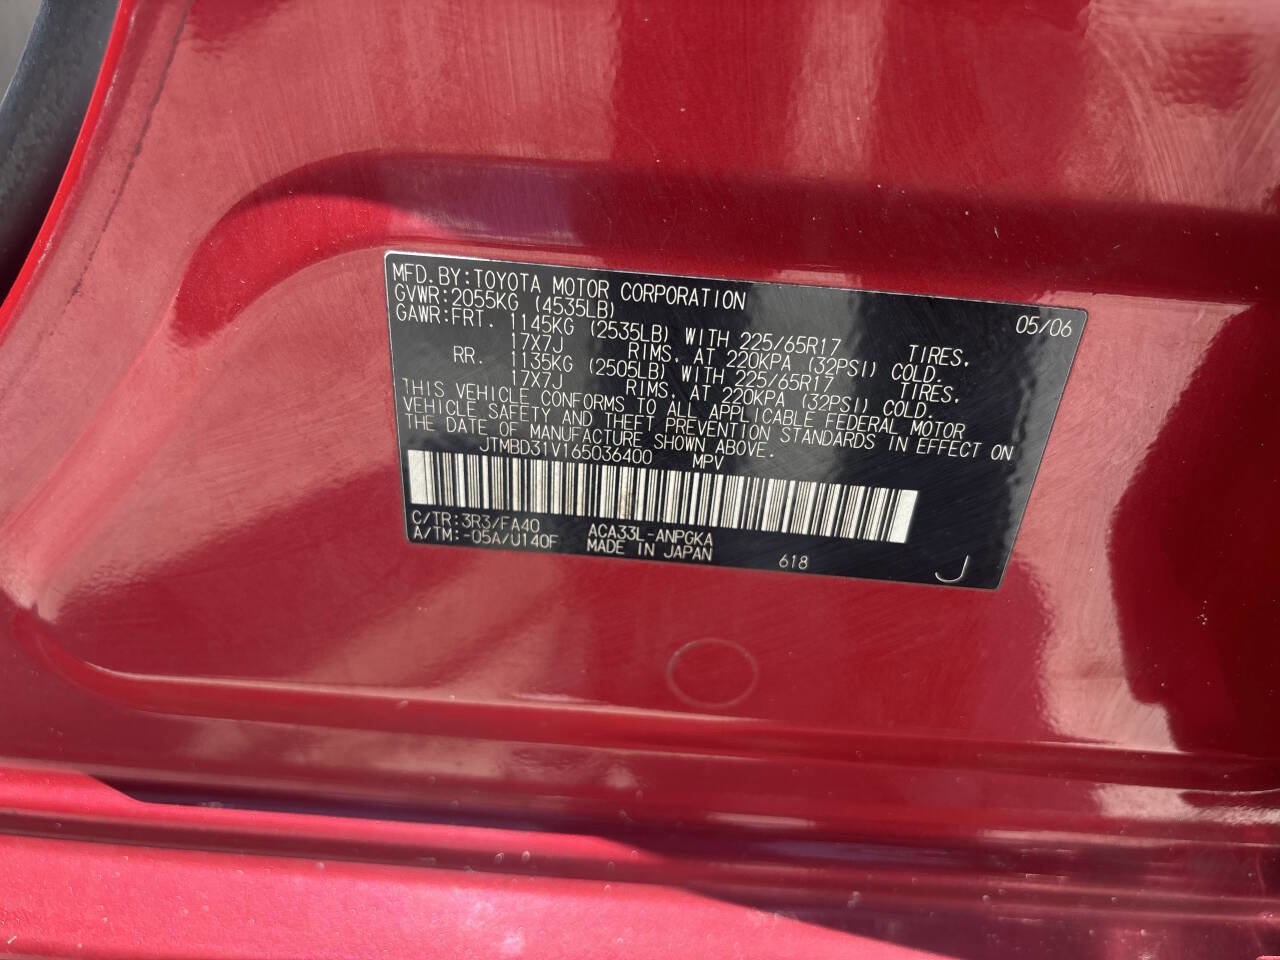 MFD. BY: TOYOTA MOTOR CORPORATION 05/06
GVWR: 2055KG (4535LB)
GAWR: FRT. 1145KG (2535LB) WITH 225/65R17 TIRES,
17X7J RIMS, AT 220KPA (32PSI) COLD.
RR. 1135KG (2505LB) WITH 225/65R17 TIRES,
17X7J RIMS, AT 220KPA (32PSI) COLD.
THIS VEHICLE CONFORMS TO ALL APPLICABLE FEDERAL MOTOR
VEHICLE SAFETY AND THEFT PREVENTION STANDARDS IN EFFECT ON
THE DATE OF MANUFACTURE SHOWN ABOVE.
JTMBD31V165036400 MPV
C/TR: 3R3/FA40 ACA33L-ANPGKA
A/TM: -05A/U140F MADE IN JAPAN 618 J